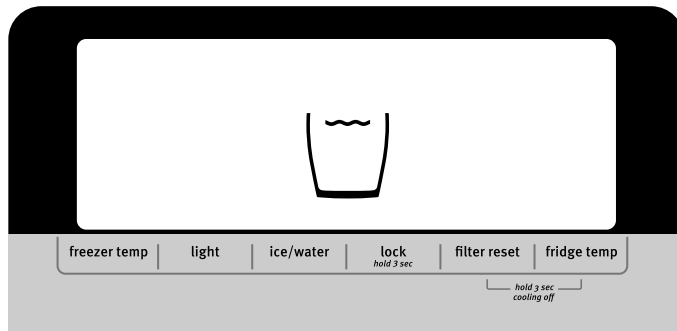 freezer temp light ice/water lock filter reset fridge temp
hold 3 sec
hold 3 sec
cooling off